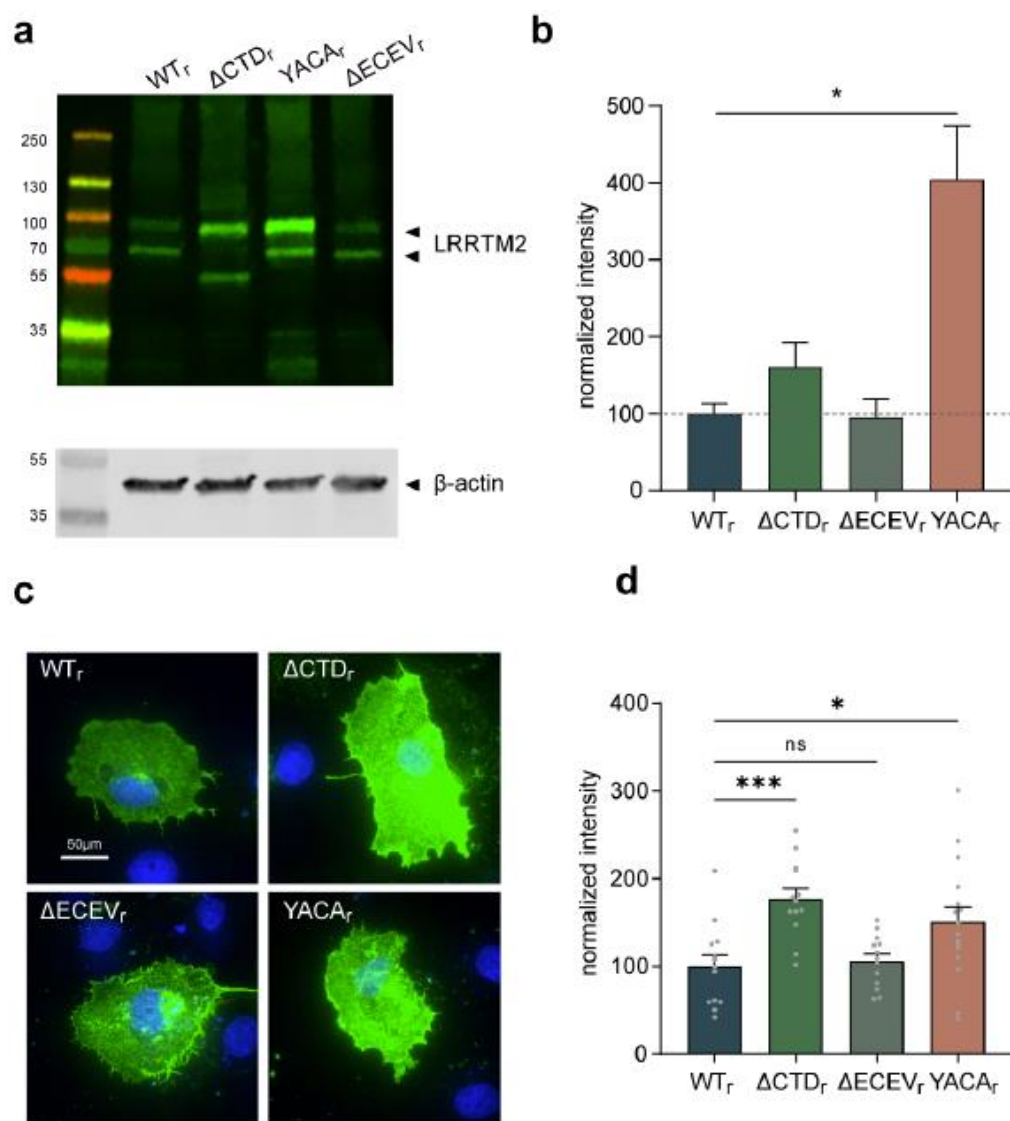 a
WTr ΔCTDr YACAr ΔECEVr
250
130
100
70
55
35
LRRTM2
55
35
β-actin
b
normalized intensity
500
400
300
200
100
0
*
WTr ΔCTDr ΔECEVr YACAr
c
WTr
50µm
ΔCTDr
ΔECEVr
YACAr
d
normalized intensity
400
300
200
100
0
*
ns
***
WTr ΔCTDr ΔECEVr YACAr